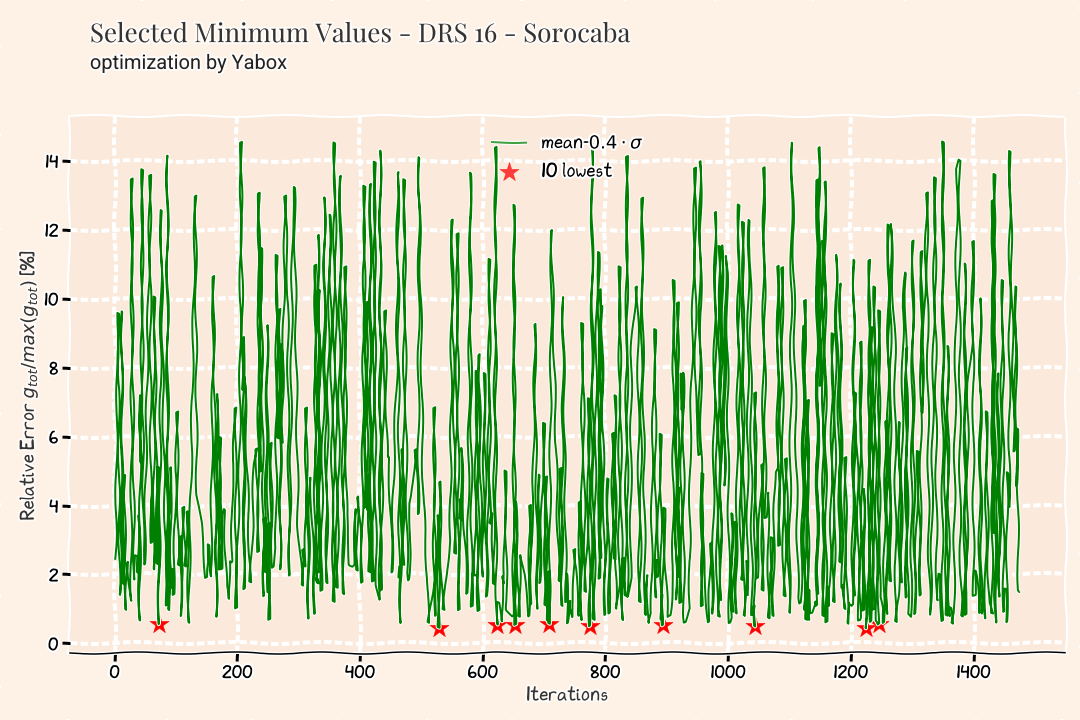 Selected Minimum Values - DRS 16 - Sorocaba
optimization by Yabox
mean-0.4 · σ
10 lowest
Relative Error g_tot/max(g_tot) [%]
14
12
10
8
6
4
2
0
0 200 400 600 800 1000 1200 1400
Iterations